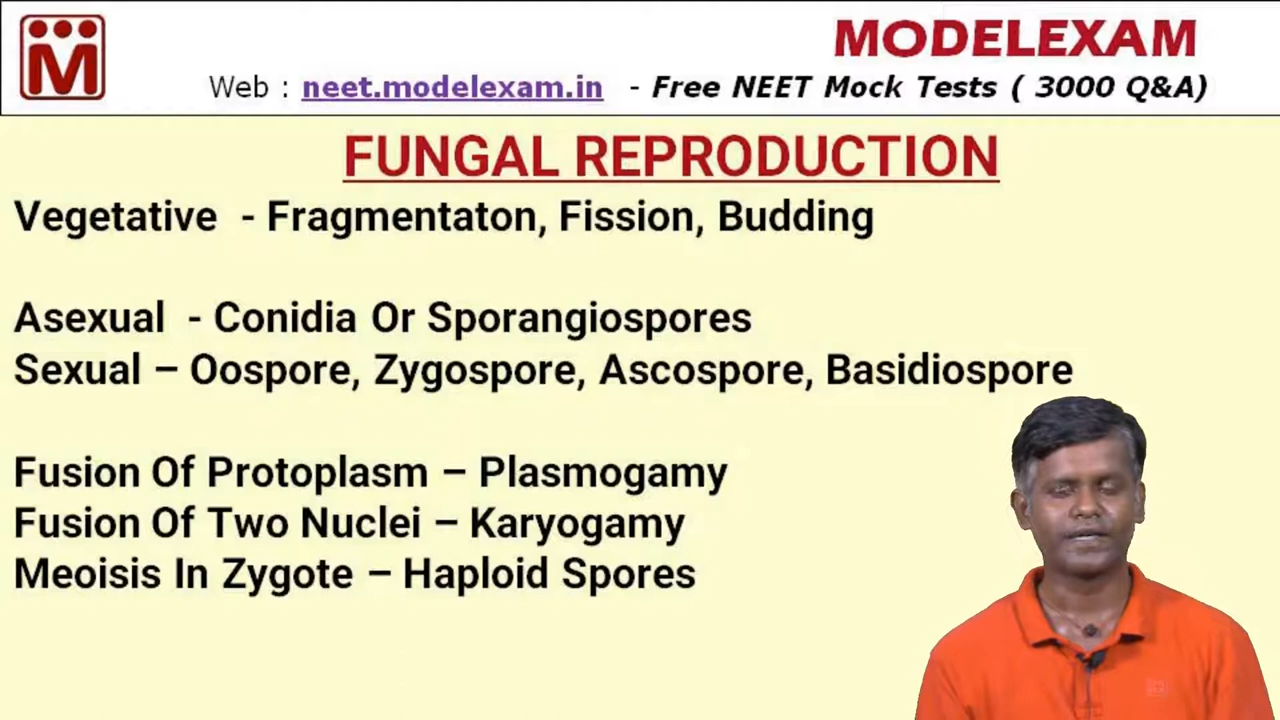 M
MODELEXAM
Web : neet.modelexam.in - Free NEET Mock Tests ( 3000 Q&A)
FUNGAL REPRODUCTION
Vegetative - Fragmentaton, Fission, Budding
Asexual - Conidia Or Sporangiospores
Sexual – Oospore, Zygospore, Ascospore, Basidiospore
Fusion Of Protoplasm – Plasmogamy
Fusion Of Two Nuclei – Karyogamy
Meoisis In Zygote – Haploid Spores